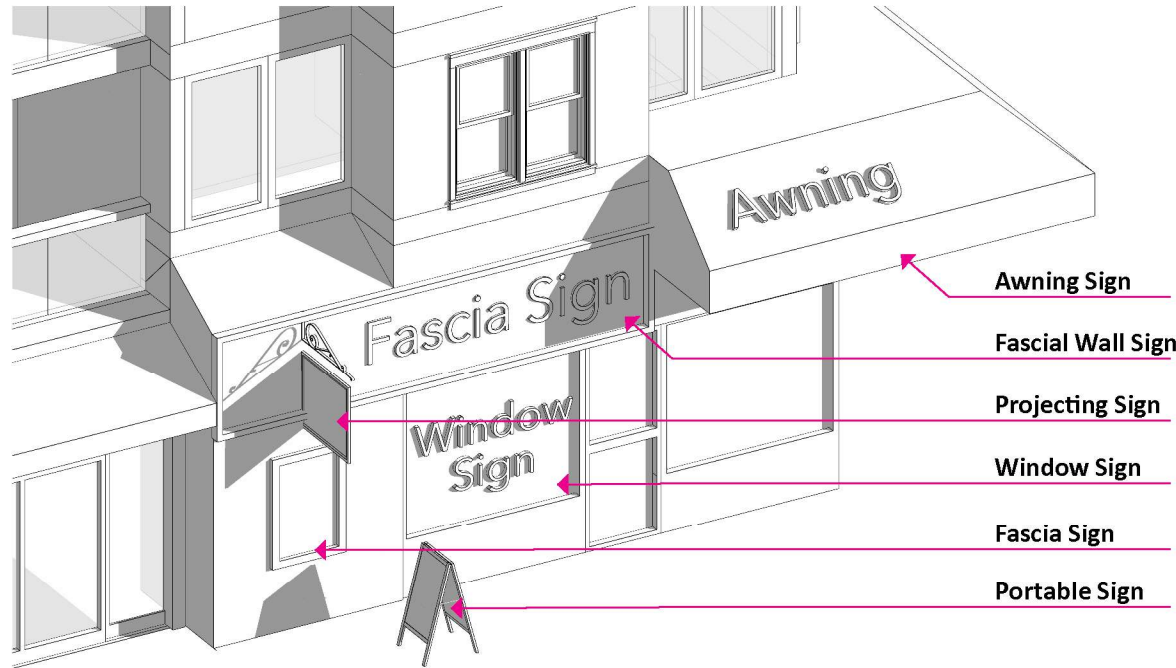 Awning
Awning Sign
Fascia Sign
Fascial Wall Sign
Projecting Sign
Window
Sign
Window Sign
Fascia Sign
Portable Sign